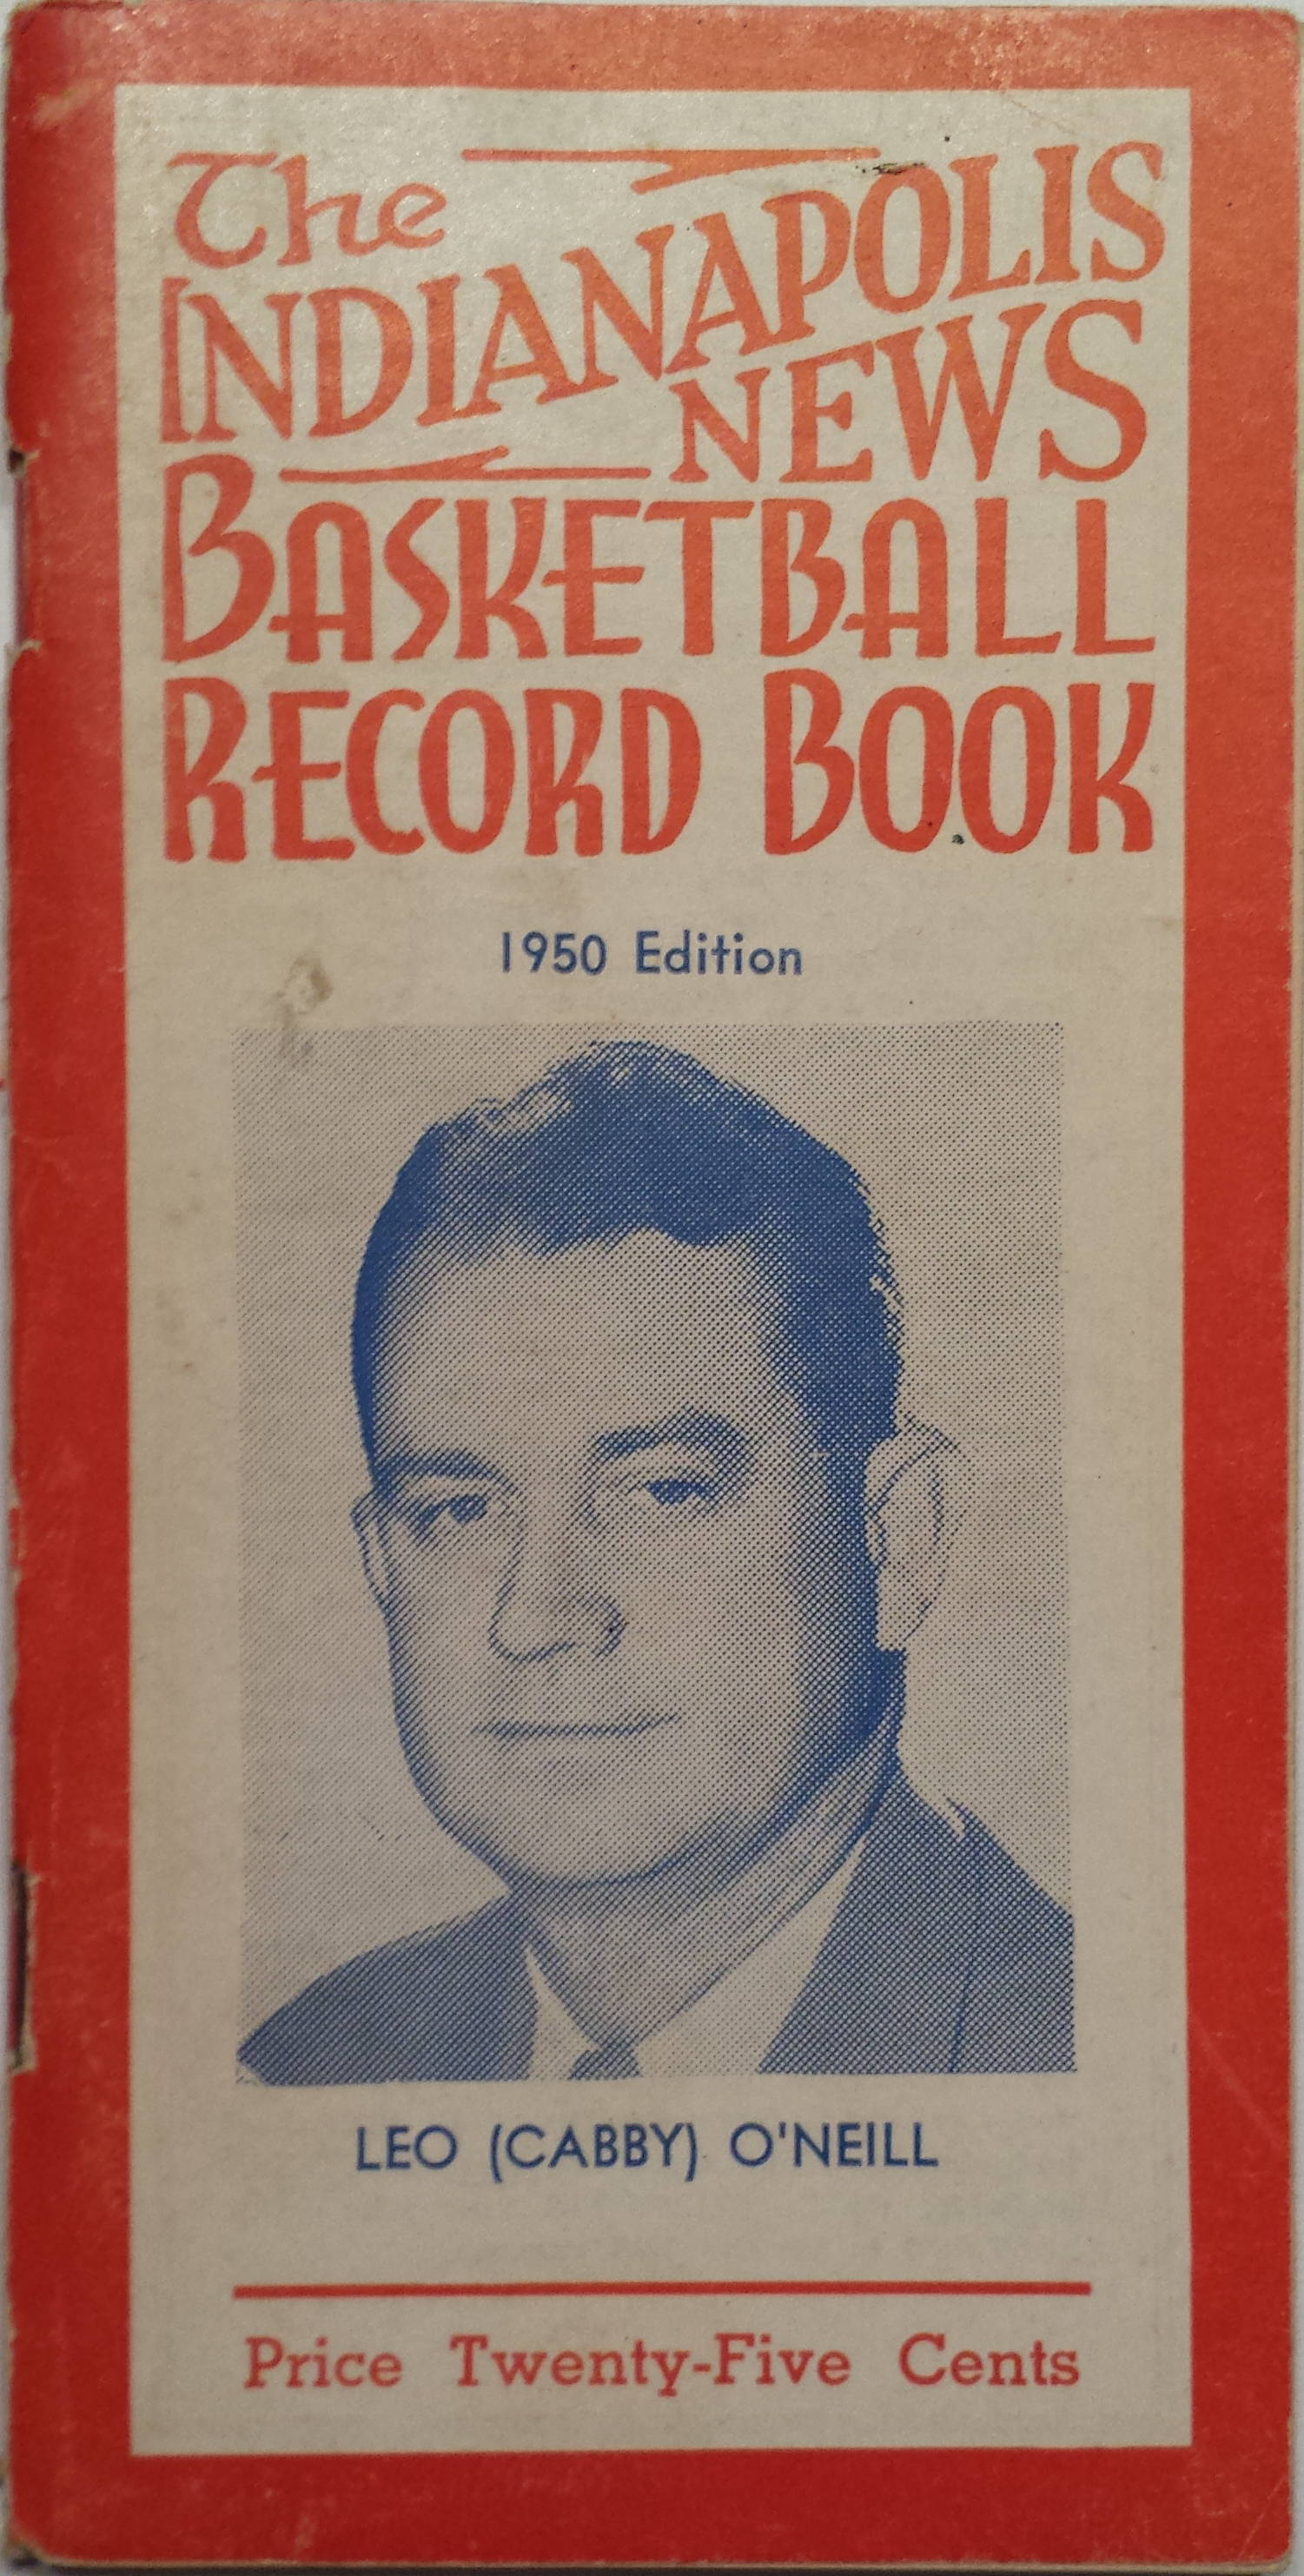 The
INDIANAPOLIS
NEWS
BASKETBALL
RECORD BOOK
1950 Edition
LEO (CABBY) O'NEILL
Price Twenty-Five Cents